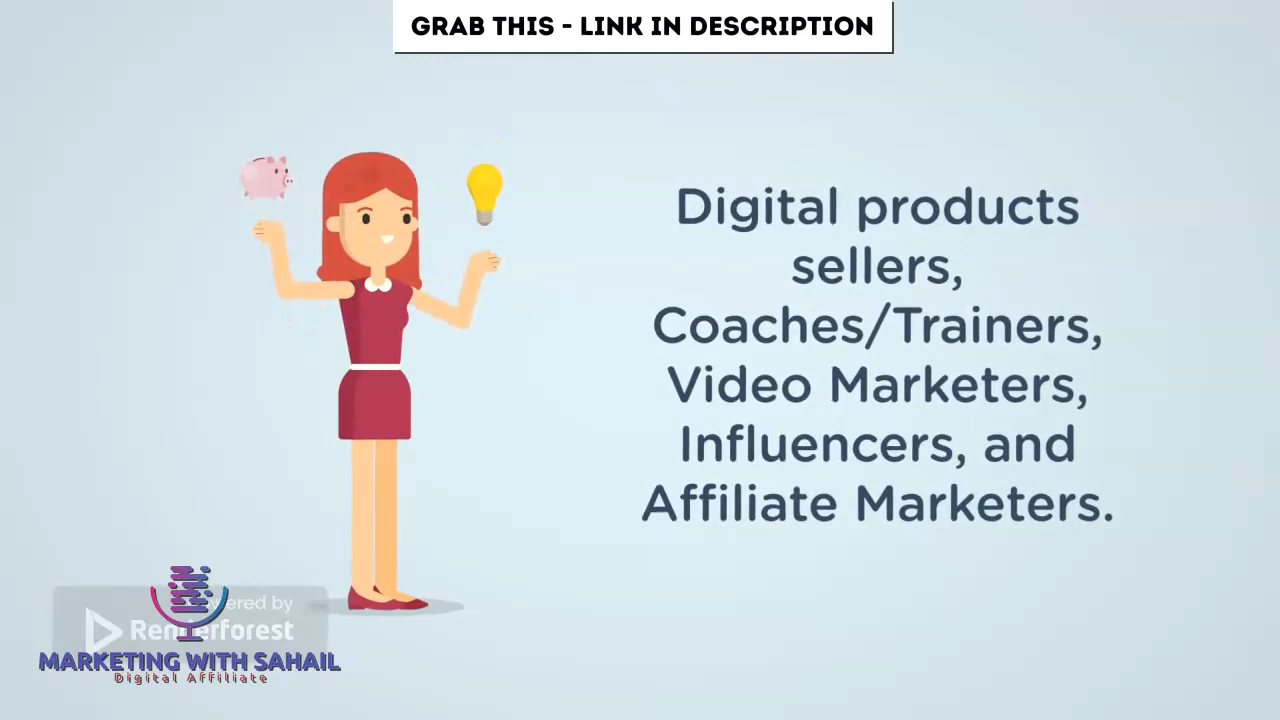 GRAB THIS - LINK IN DESCRIPTION
Digital products
sellers,
Coaches/Trainers,
Video Marketers,
Influencers, and
Affiliate Marketers.
by
MARKETING WITH SAHAIL
Digital Affiliate